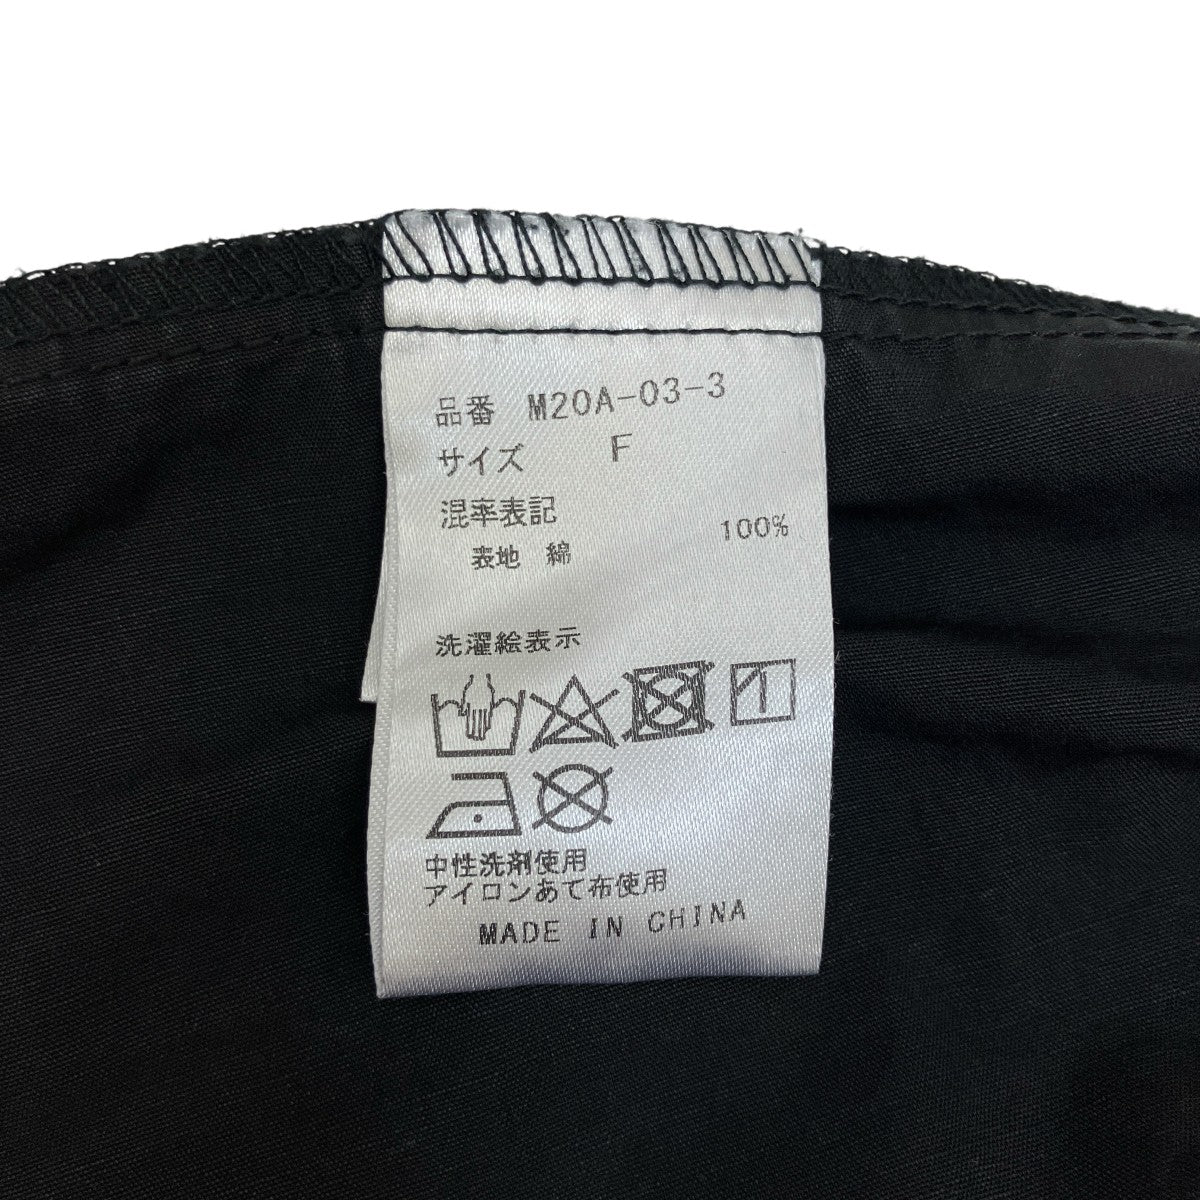 品番 M20A-03-3
サイズ F
混率表記
表地 綿 100%
洗濯絵表示
中性洗剤使用
アイロンあて布使用
MADE IN CHINA